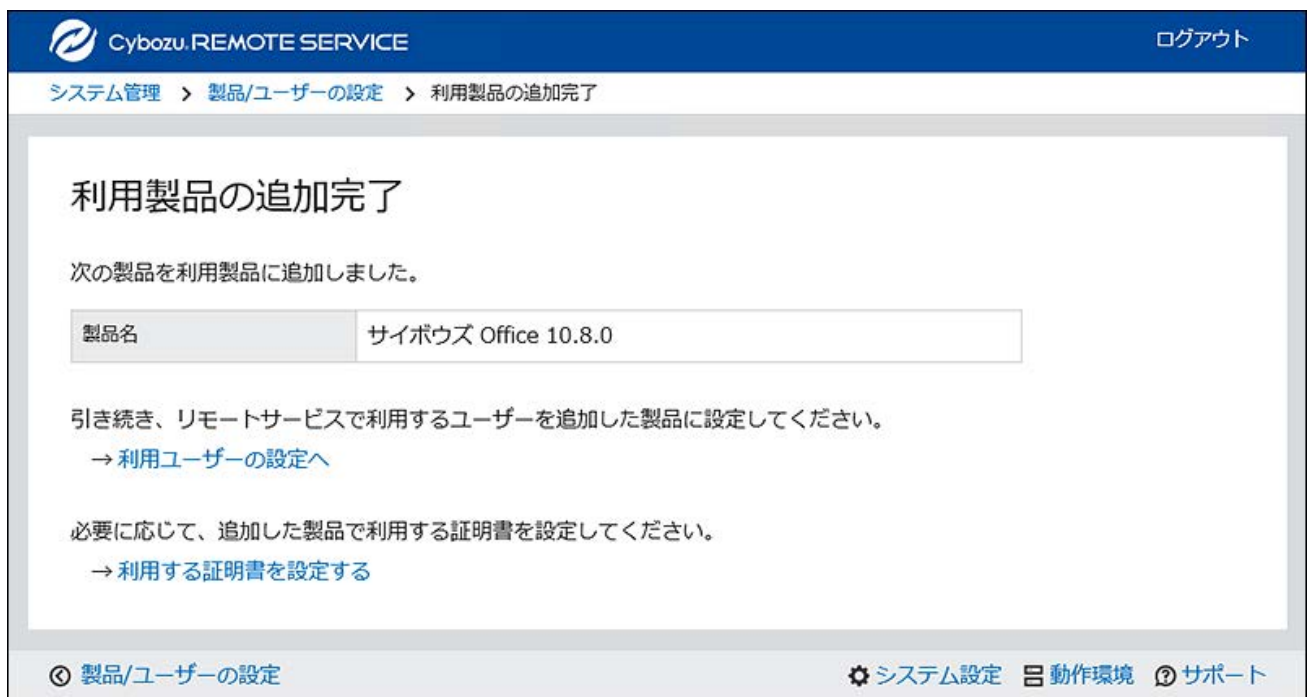 Cybozu. REMOTE SERVICE ログアウト
システム管理 > 製品/ユーザーの設定 > 利用製品の追加完了
利用製品の追加完了
次の製品を利用製品に追加しました。
製品名 サイボウズ Office 10.8.0
引き続き、リモートサービスで利用するユーザーを追加した製品に設定してください。
→利用ユーザーの設定へ
必要に応じて、追加した製品で利用する証明書を設定してください。
→利用する証明書を設定する
製品/ユーザーの設定 システム設定 動作環境 サポート